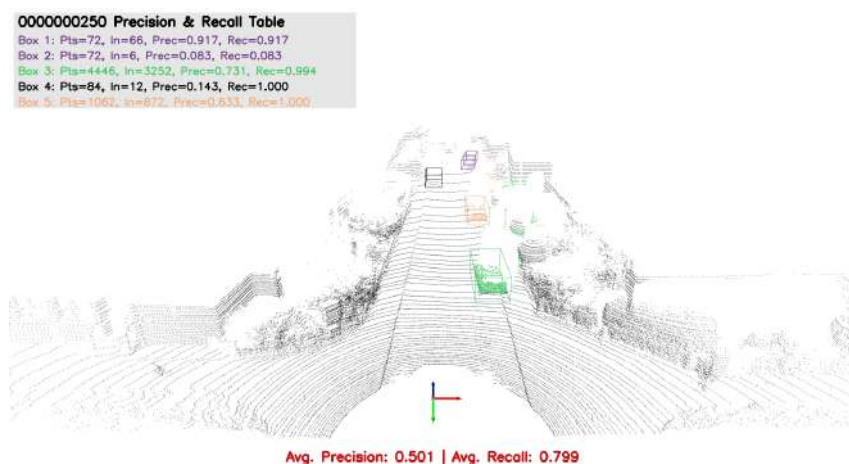 0000000250 Precision & Recall Table
Box 1: Pts=72, In=66, Prec=0.917, Rec=0.917
Box 2: Pts=72, In=6, Prec=0.083, Rec=0.083
Box 3: Pts=4446, In=3252, Prec=0.731, Rec=0.994
Box 4: Pts=84, In=12, Prec=0.143, Rec=1.000
Box 5: Pts=1062, In=672, Prec=0.633, Rec=1.000
Avg. Precision: 0.501 | Avg. Recall: 0.799